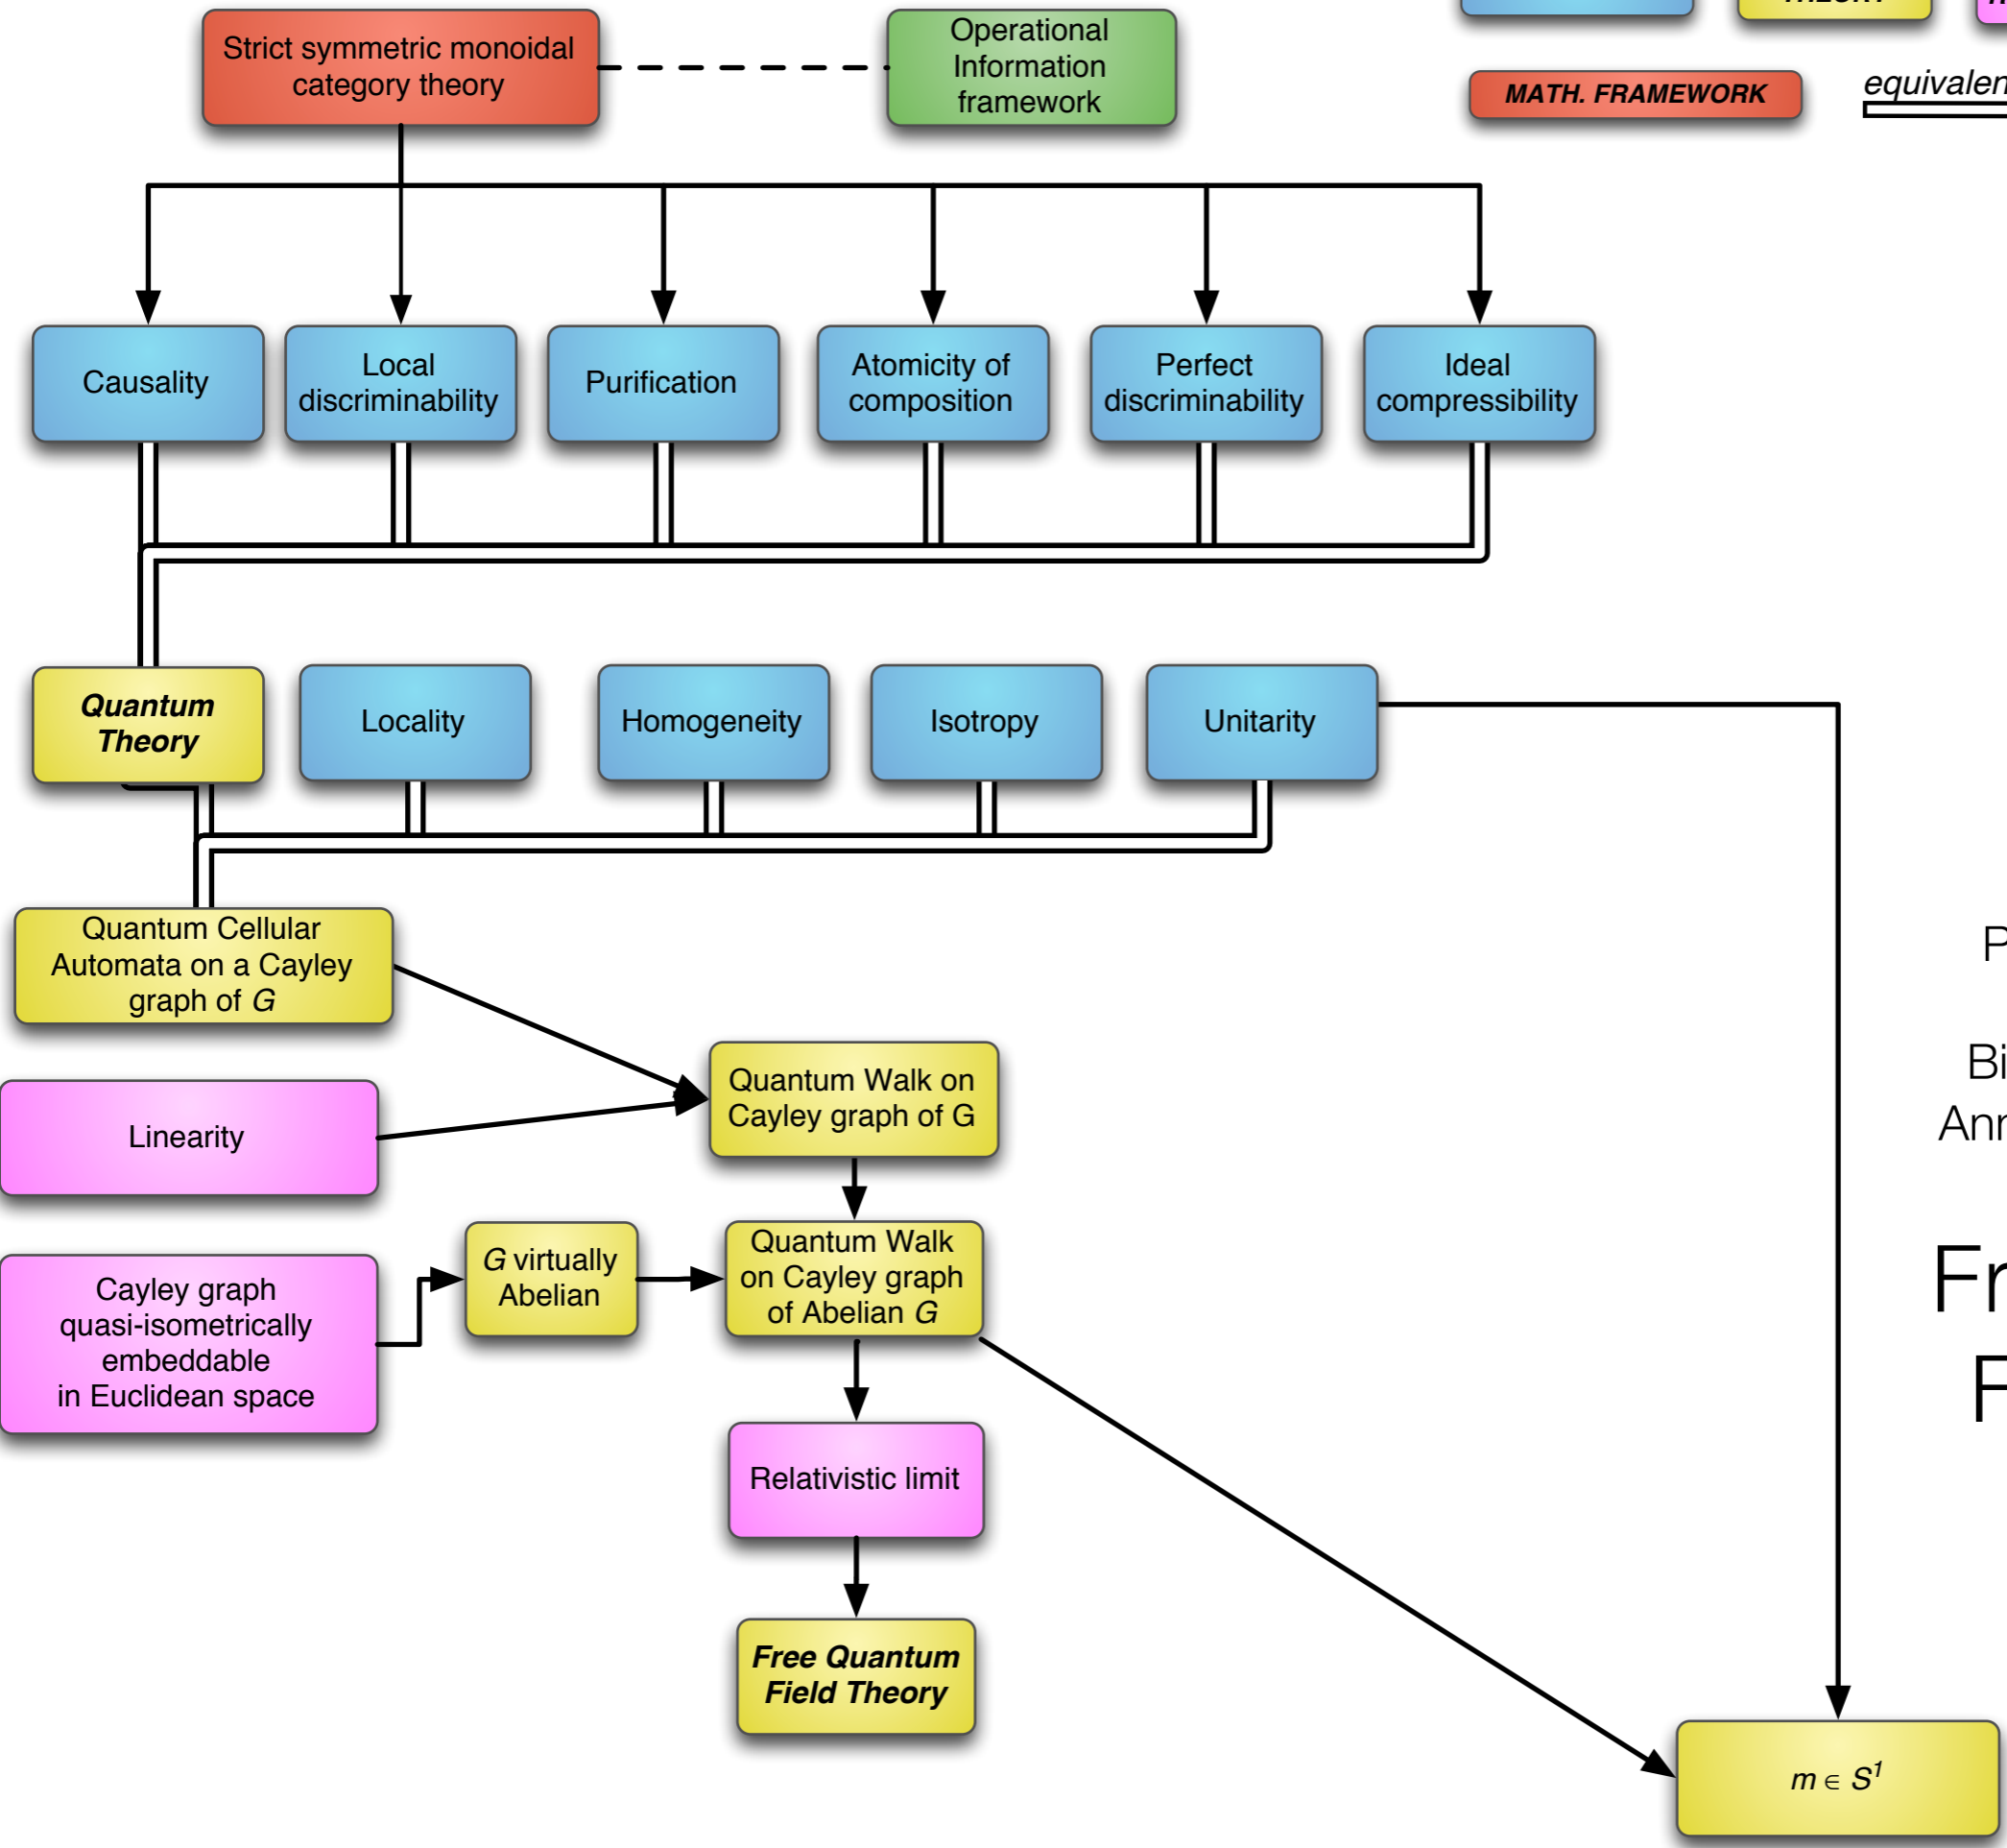 Strict symmetric monoidal
category theory
Operational
Information
framework
MATH. FRAMEWORK
Causality
Local
discriminability
Purification
Atomicity of
composition
Perfect
discriminability
Ideal
compressibility
Quantum
Theory
Locality
Homogeneity
Isotropy
Unitarity
Quantum Cellular
Automata on a Cayley
graph of G
Linearity
Quantum Walk on
Cayley graph of G
Cayley graph
quasi-isometrically
embeddable
in Euclidean space
G virtually
Abelian
Quantum Walk
on Cayley graph
of Abelian G
Relativistic limit
Free Quantum
Field Theory
m ∈ S¹